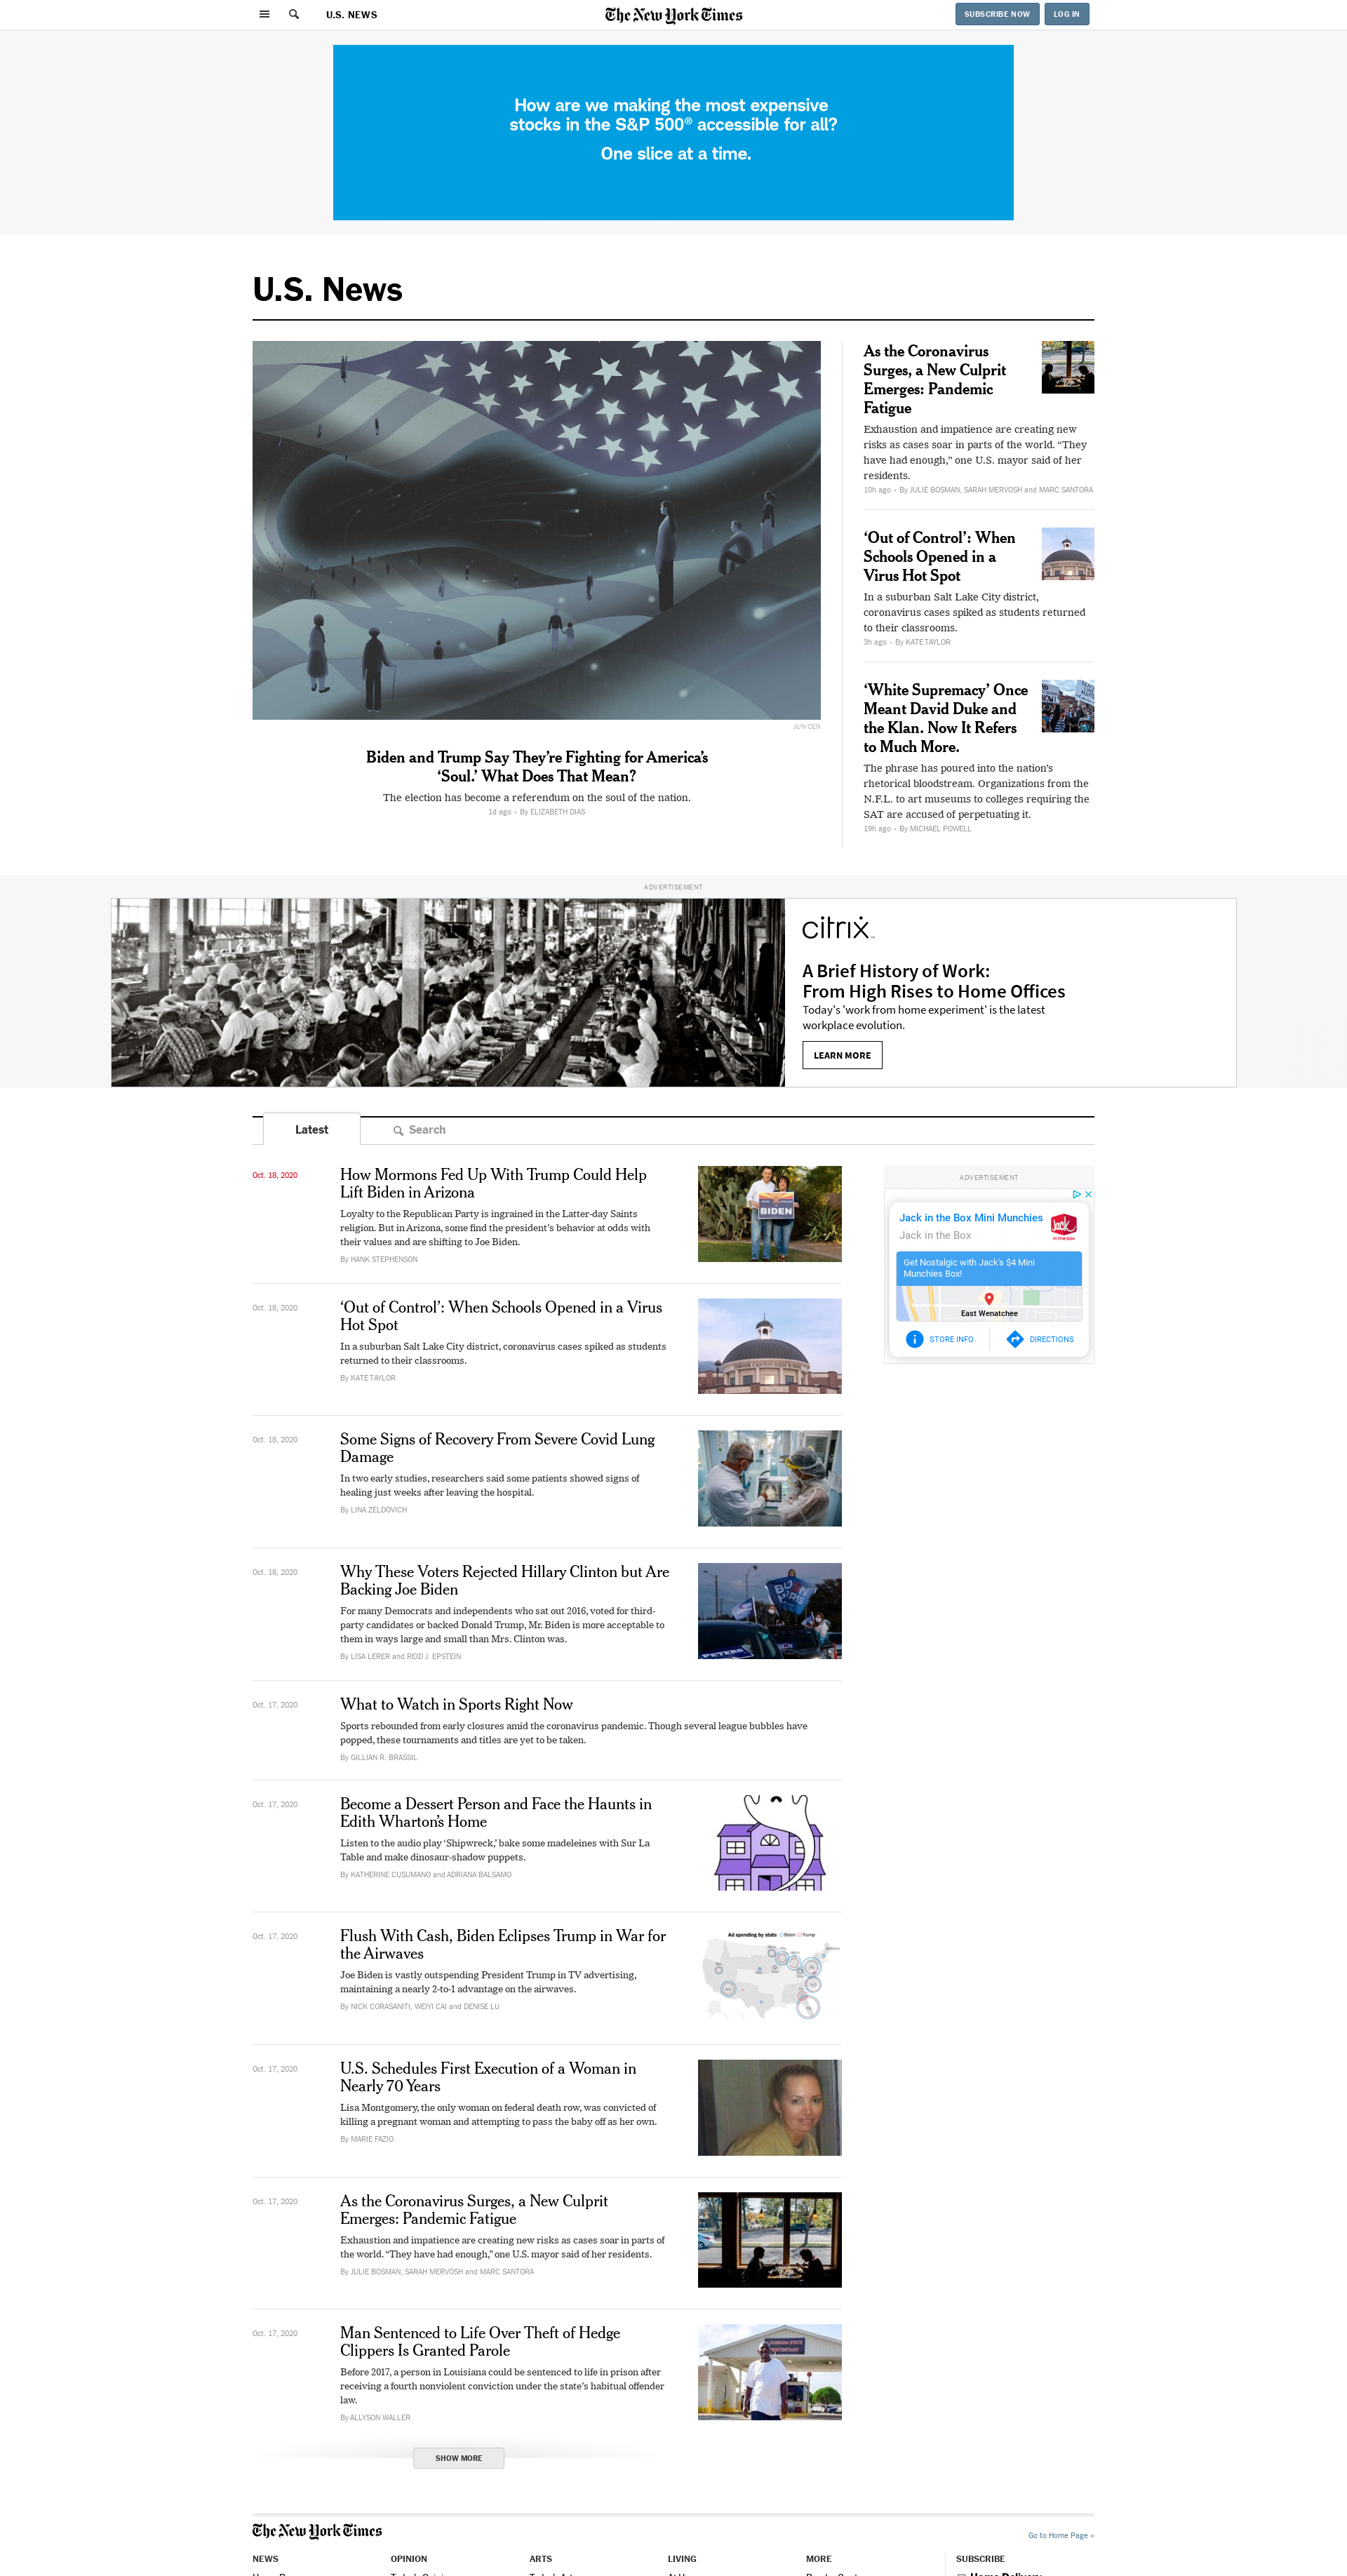 U.S. NEWS
The New York Times
SUBSCRIBE NOW
LOG IN
How are we making the most expensive
stocks in the S&P 500® accessible for all?
One slice at a time.
U.S. News
JUN CEN
Biden and Trump Say They're Fighting for America's
‘Soul.’ What Does That Mean?
The election has become a referendum on the soul of the nation.
1d ago • By ELIZABETH DIAS
As the Coronavirus
Surges, a New Culprit
Emerges: Pandemic
Fatigue
Exhaustion and impatience are creating new
risks as cases soar in parts of the world. “They
have had enough,” one U.S. mayor said of her
residents.
10h ago • By JULIE BOSMAN, SARAH MERVOSH and MARC SANTORA
‘Out of Control’: When
Schools Opened in a
Virus Hot Spot
In a suburban Salt Lake City district,
coronavirus cases spiked as students returned
to their classrooms.
3h ago • By KATE TAYLOR
‘White Supremacy’ Once
Meant David Duke and
the Klan. Now It Refers
to Much More.
The phrase has poured into the nation's
rhetorical bloodstream. Organizations from the
N.F.L. to art museums to colleges requiring the
SAT are accused of perpetuating it.
19h ago • By MICHAEL POWELL
ADVERTISEMENT
citrix
A Brief History of Work:
From High Rises to Home Offices
Today's 'work from home experiment' is the latest
workplace evolution.
LEARN MORE
Latest
Search
Oct. 18, 2020
How Mormons Fed Up With Trump Could Help
Lift Biden in Arizona
Loyalty to the Republican Party is ingrained in the Latter-day Saints
religion. But in Arizona, some find the president's behavior at odds with
their values and are shifting to Joe Biden.
By HANK STEPHENSON
BIDEN
ADVERTISEMENT
Jack in the Box Mini Munchies
Jack in the Box
Jack
in the box
Get Nostalgic with Jack's $4 Mini
Munchies Box!
East Wenatchee
STORE INFO
DIRECTIONS
Oct. 18, 2020
‘Out of Control’: When Schools Opened in a Virus
Hot Spot
In a suburban Salt Lake City district, coronavirus cases spiked as students
returned to their classrooms.
By KATE TAYLOR
Oct. 18, 2020
Some Signs of Recovery From Severe Covid Lung
Damage
In two early studies, researchers said some patients showed signs of
healing just weeks after leaving the hospital.
By LINA ZELDOVICH
Oct. 18, 2020
Why These Voters Rejected Hillary Clinton but Are
Backing Joe Biden
For many Democrats and independents who sat out 2016, voted for third-
party candidates or backed Donald Trump, Mr. Biden is more acceptable to
them in ways large and small than Mrs. Clinton was.
By LISA LERER and REID J. EPSTEIN
PETERS
Oct. 17, 2020
What to Watch in Sports Right Now
Sports rebounded from early closures amid the coronavirus pandemic. Though several league bubbles have
popped, these tournaments and titles are yet to be taken.
By GILLIAN R. BRASSIL
Oct. 17, 2020
Become a Dessert Person and Face the Haunts in
Edith Wharton's Home
Listen to the audio play ‘Shipwreck,’ bake some madeleines with Sur La
Table and make dinosaur-shadow puppets.
By KATHERINE CUSUMANO and ADRIANA BALSAMO
Oct. 17, 2020
Flush With Cash, Biden Eclipses Trump in War for
the Airwaves
Joe Biden is vastly outspending President Trump in TV advertising,
maintaining a nearly 2-to-1 advantage on the airwaves.
By NICK CORASANITI, WEIYI CAI and DENISE LU
Ad spending by state Biden Trump
Oct. 17, 2020
U.S. Schedules First Execution of a Woman in
Nearly 70 Years
Lisa Montgomery, the only woman on federal death row, was convicted of
killing a pregnant woman and attempting to pass the baby off as her own.
By MARIE FAZIO
Oct. 17, 2020
As the Coronavirus Surges, a New Culprit
Emerges: Pandemic Fatigue
Exhaustion and impatience are creating new risks as cases soar in parts of
the world. “They have had enough,” one U.S. mayor said of her residents.
By JULIE BOSMAN, SARAH MERVOSH and MARC SANTORA
Oct. 17, 2020
Man Sentenced to Life Over Theft of Hedge
Clippers Is Granted Parole
Before 2017, a person in Louisiana could be sentenced to life in prison after
receiving a fourth nonviolent conviction under the state's habitual offender
law.
By ALLYSON WALLER
SHOW MORE
The New York Times
Go to Home Page »
NEWS
OPINION
ARTS
LIVING
MORE
SUBSCRIBE